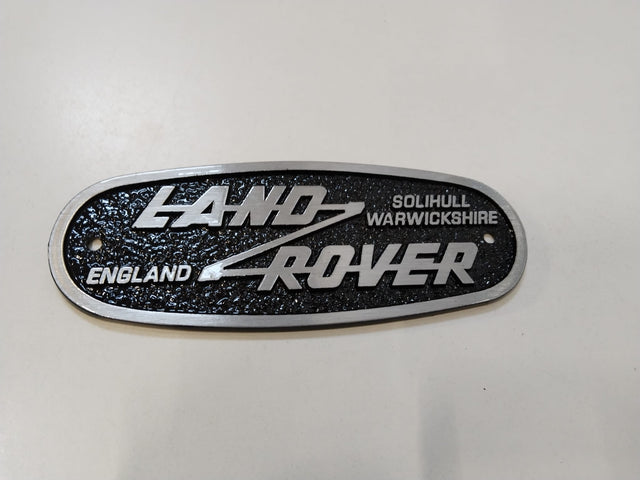 LAND
SOLIHULL
WARWICKSHIRE
ENGLAND
ROVER